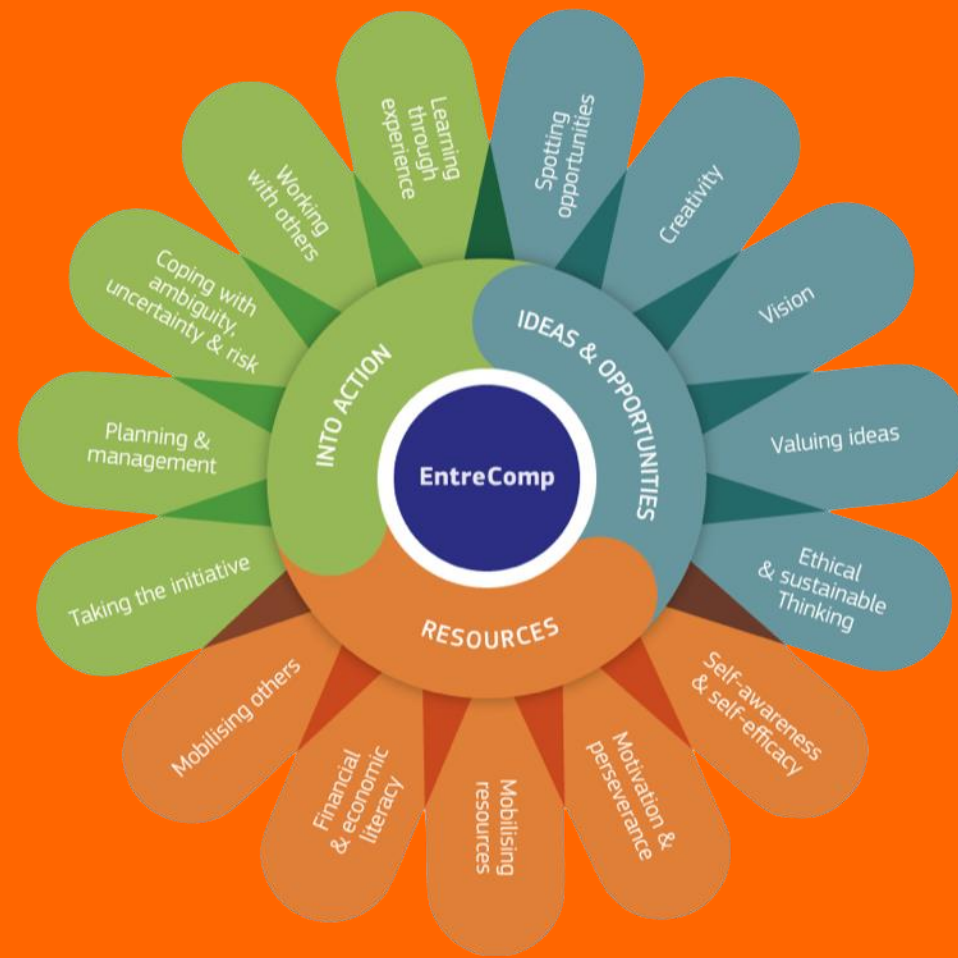 EntreComp
IDEAS & OPPORTUNITIES
Spotting
opportunities
Creativity
Vision
Valuing ideas
Ethical
& sustainable
Thinking
RESOURCES
Self-awareness
& self-efficacy
Motivation &
perseverance
Mobilising
resources
Financial
& economic
literacy
Mobilising others
INTO ACTION
Taking the initiative
Planning &
management
Coping with
ambiguity,
uncertainty & risk
Working
with others
Learning
through
experience